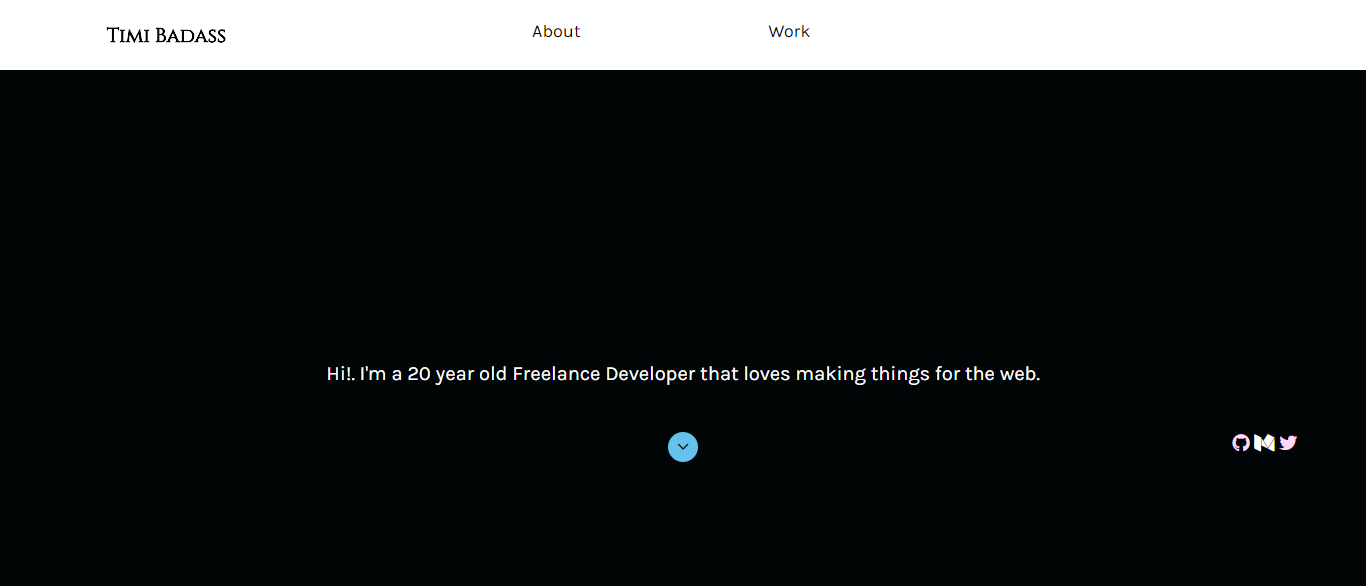 Timi Badass
About
Work
Hi!. I'm a 20 year old Freelance Developer that loves making things for the web.